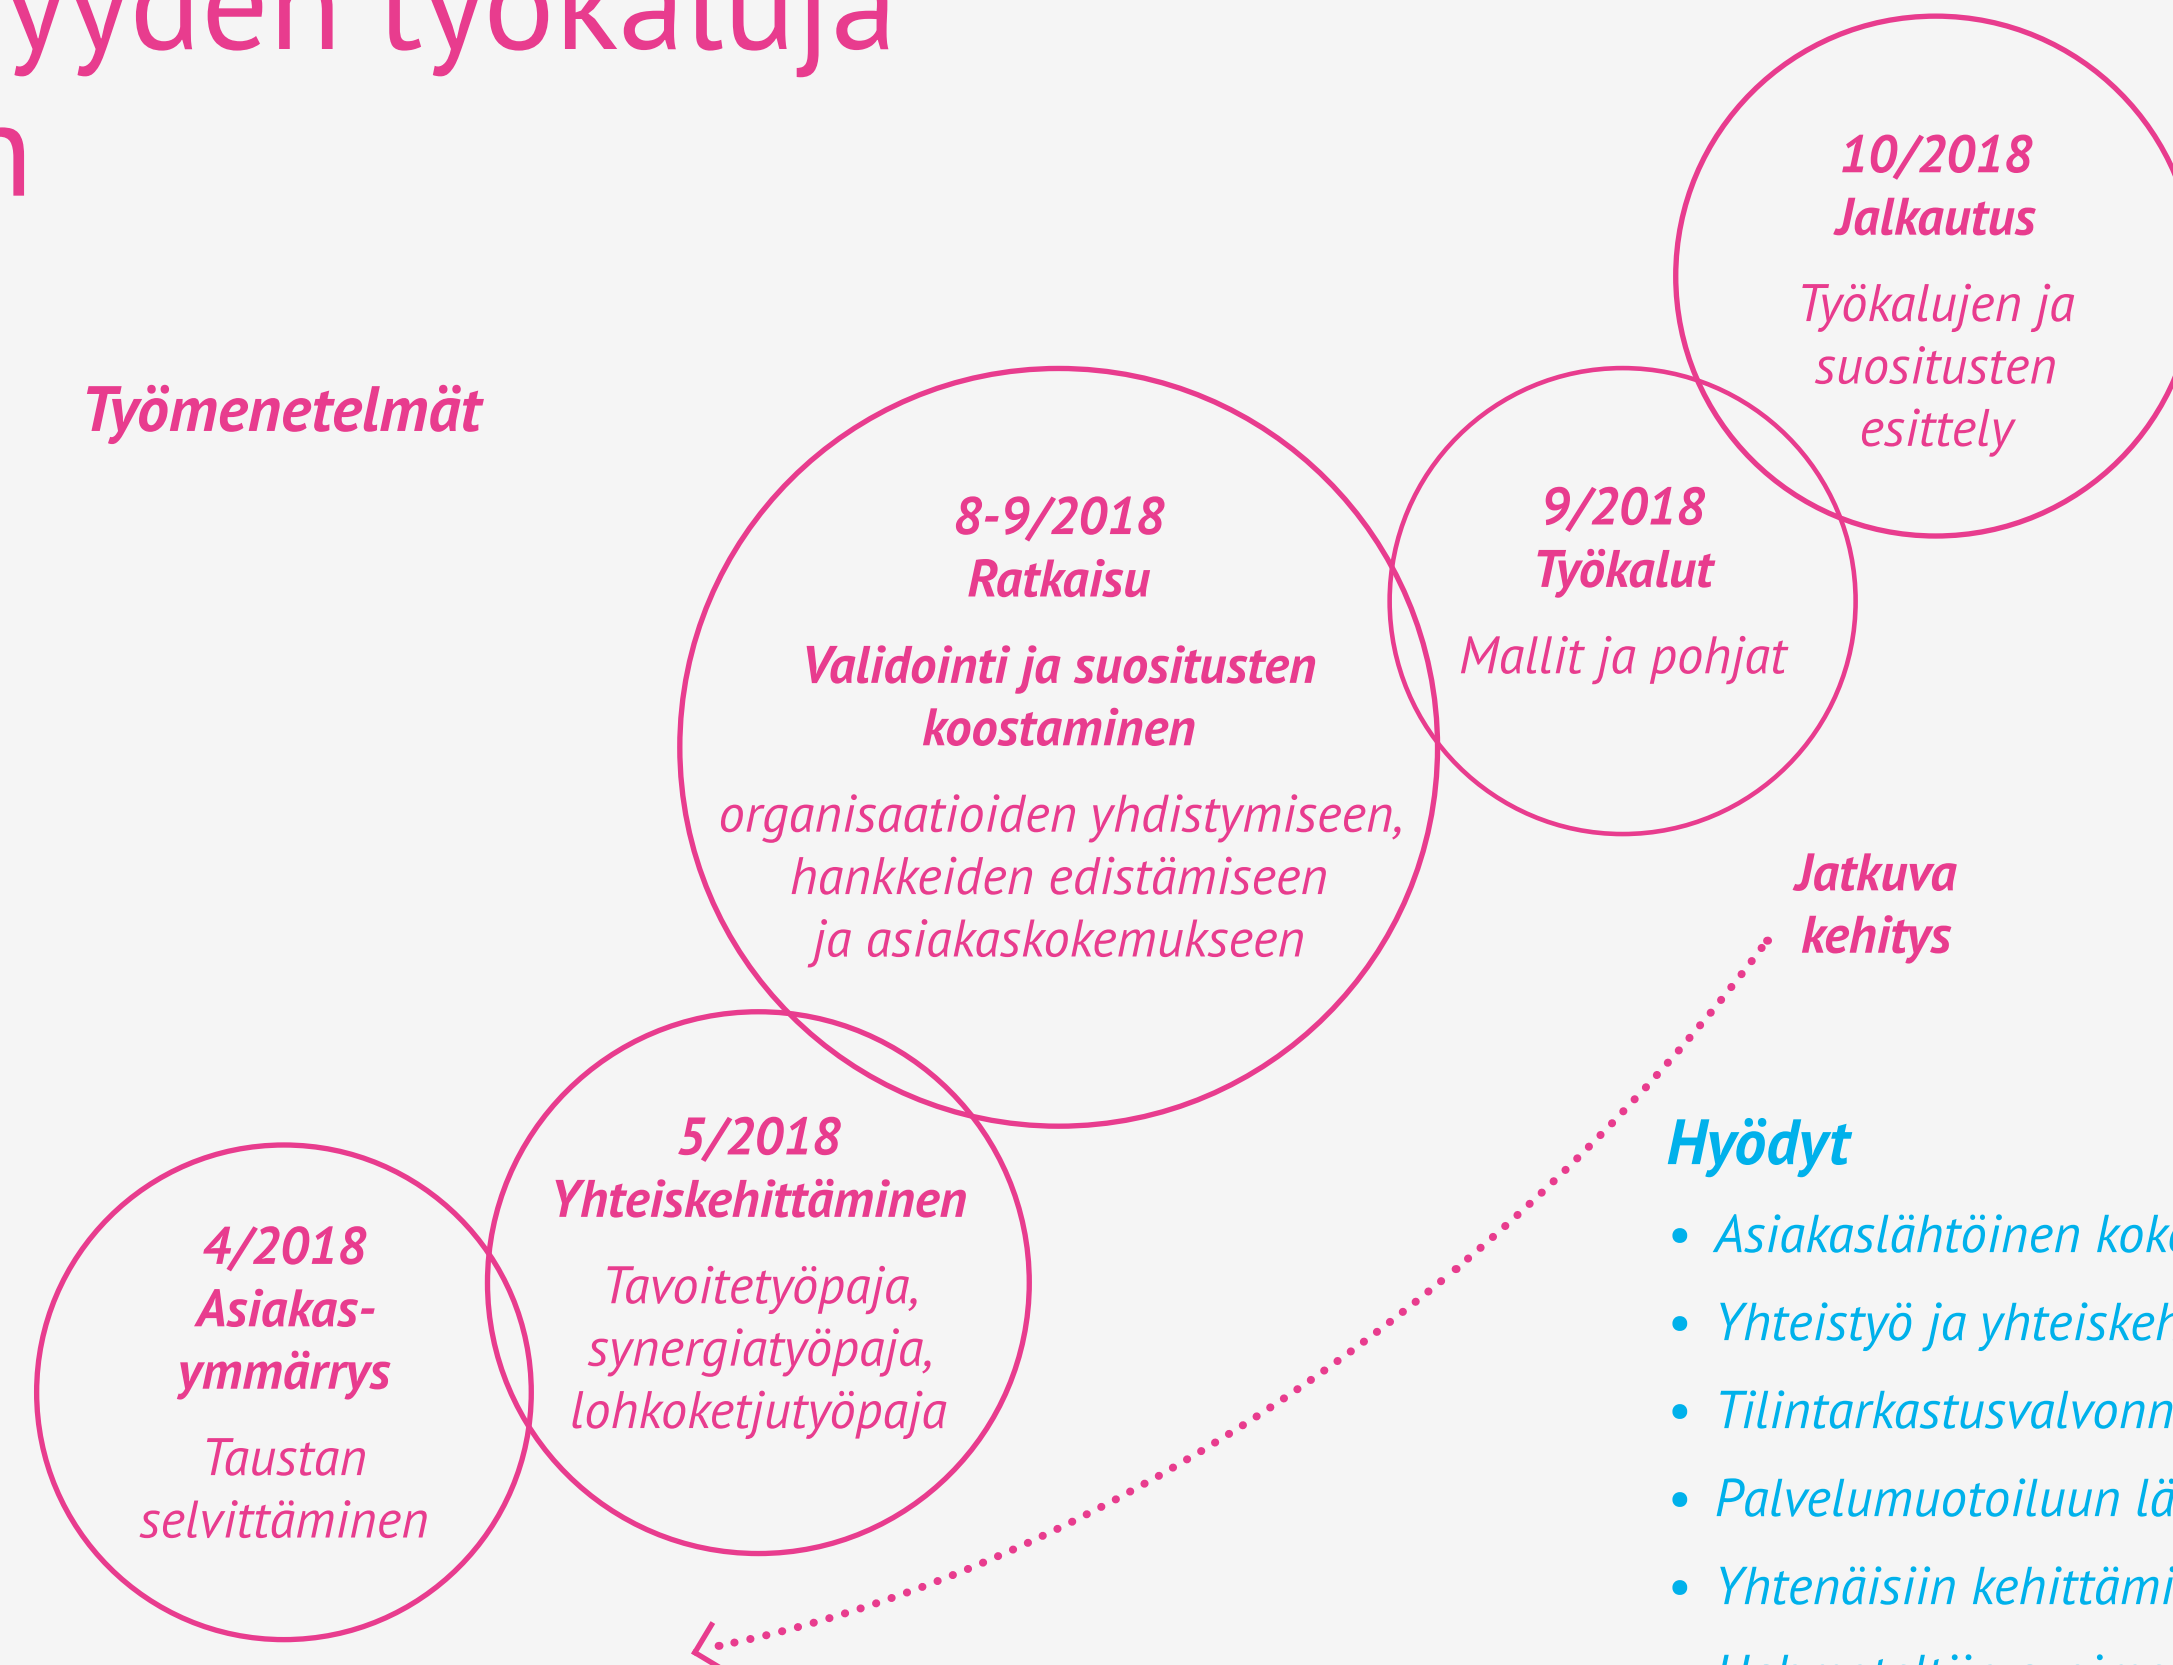 työkaluja
Työmenetelmät
10/2018
Jalkautus
Työkalujen ja
suositusten
esittely
8-9/2018
Ratkaisu
Validointi ja suositusten
koostaminen
organisaatioiden yhdistymiseen,
hankkeiden edistämiseen
ja asiakaskokemukseen
9/2018
Työkalut
Mallit ja pohjat
Jatkuva
kehitys
5/2018
Yhteiskehittäminen
Tavoitetyöpaja,
synergiatyöpaja,
lohkoketjutyöpaja
4/2018
Asiakas-
ymmärrys
Taustan
selvittäminen
Hyödyt
• Asiakaslähtöinen
• Yhteistyö ja
•
• Palvelumuotoiluun
• Yhtenäisiin